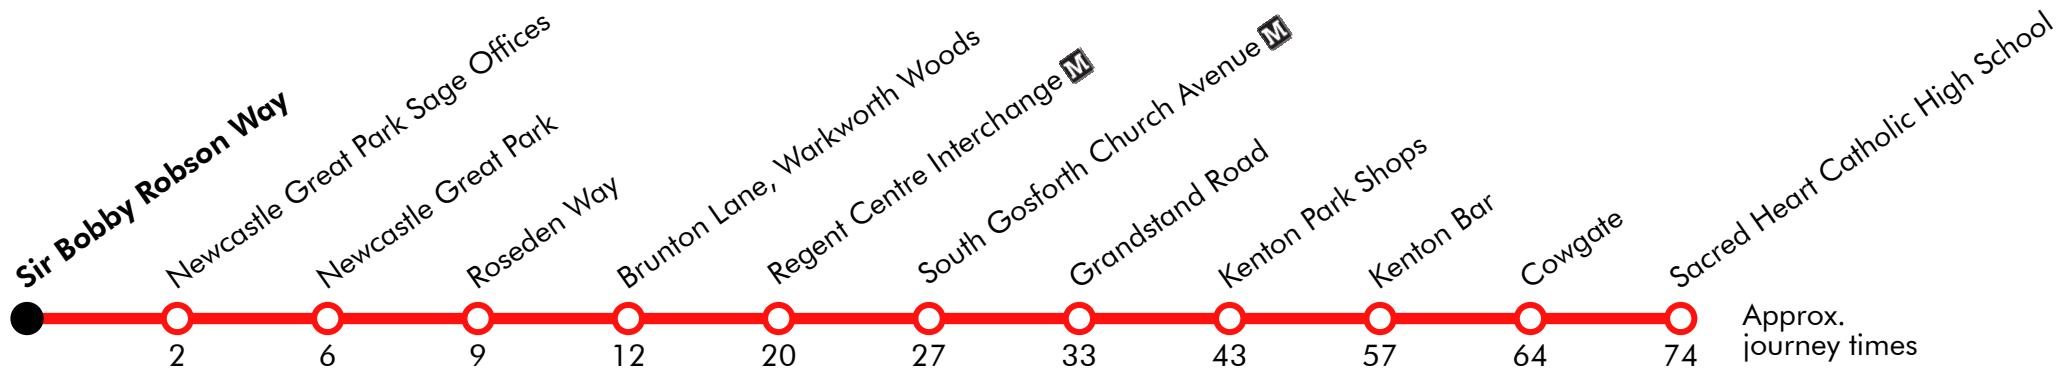 Sir Bobby Robson Way
Newcastle Great Park Sage Offices
Newcastle Great Park
Roseden Way
Brunton Lane, Warkworth Woods
Regent Centre Interchange M
South Gosforth Church Avenue M
Grandstand Road
Kenton Park Shops
Kenton Bar
Cowgate
Sacred Heart Catholic High School
2 6 9 12 20 27 33 43 57 64 74
Approx.
journey times